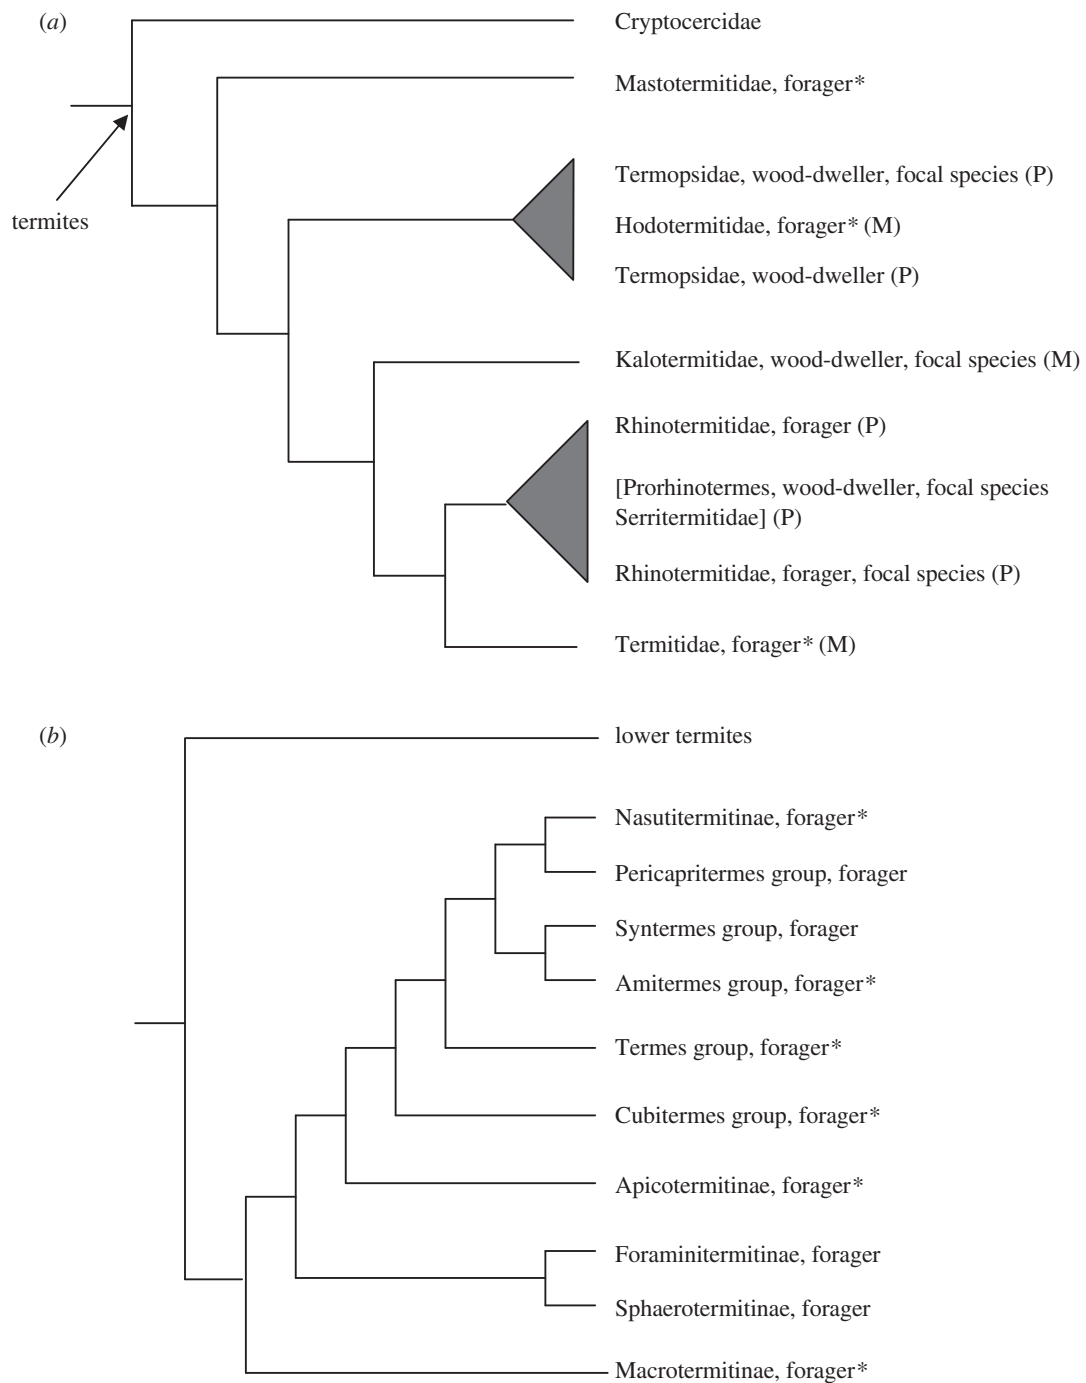 (a)
Cryptocercidae
Mastotermitidae, forager*
termites
Termopsidae, wood-dweller, focal species (P)
Hodotermitidae, forager* (M)
Termopsidae, wood-dweller (P)
Kalotermitidae, wood-dweller, focal species (M)
Rhinotermitidae, forager (P)
[Prorhinotermes, wood-dweller, focal species
Serritermitidae] (P)
Rhinotermitidae, forager, focal species (P)
Termitidae, forager* (M)
(b)
lower termites
Nasutitermitinae, forager*
Pericapritermes group, forager
Syntermes group, forager
Amitermes group, forager*
Termes group, forager*
Cubitermes group, forager*
Apicotermitinae, forager*
Foraminitermitinae, forager
Sphaerotermitinae, forager
Macrotermitinae, forager*